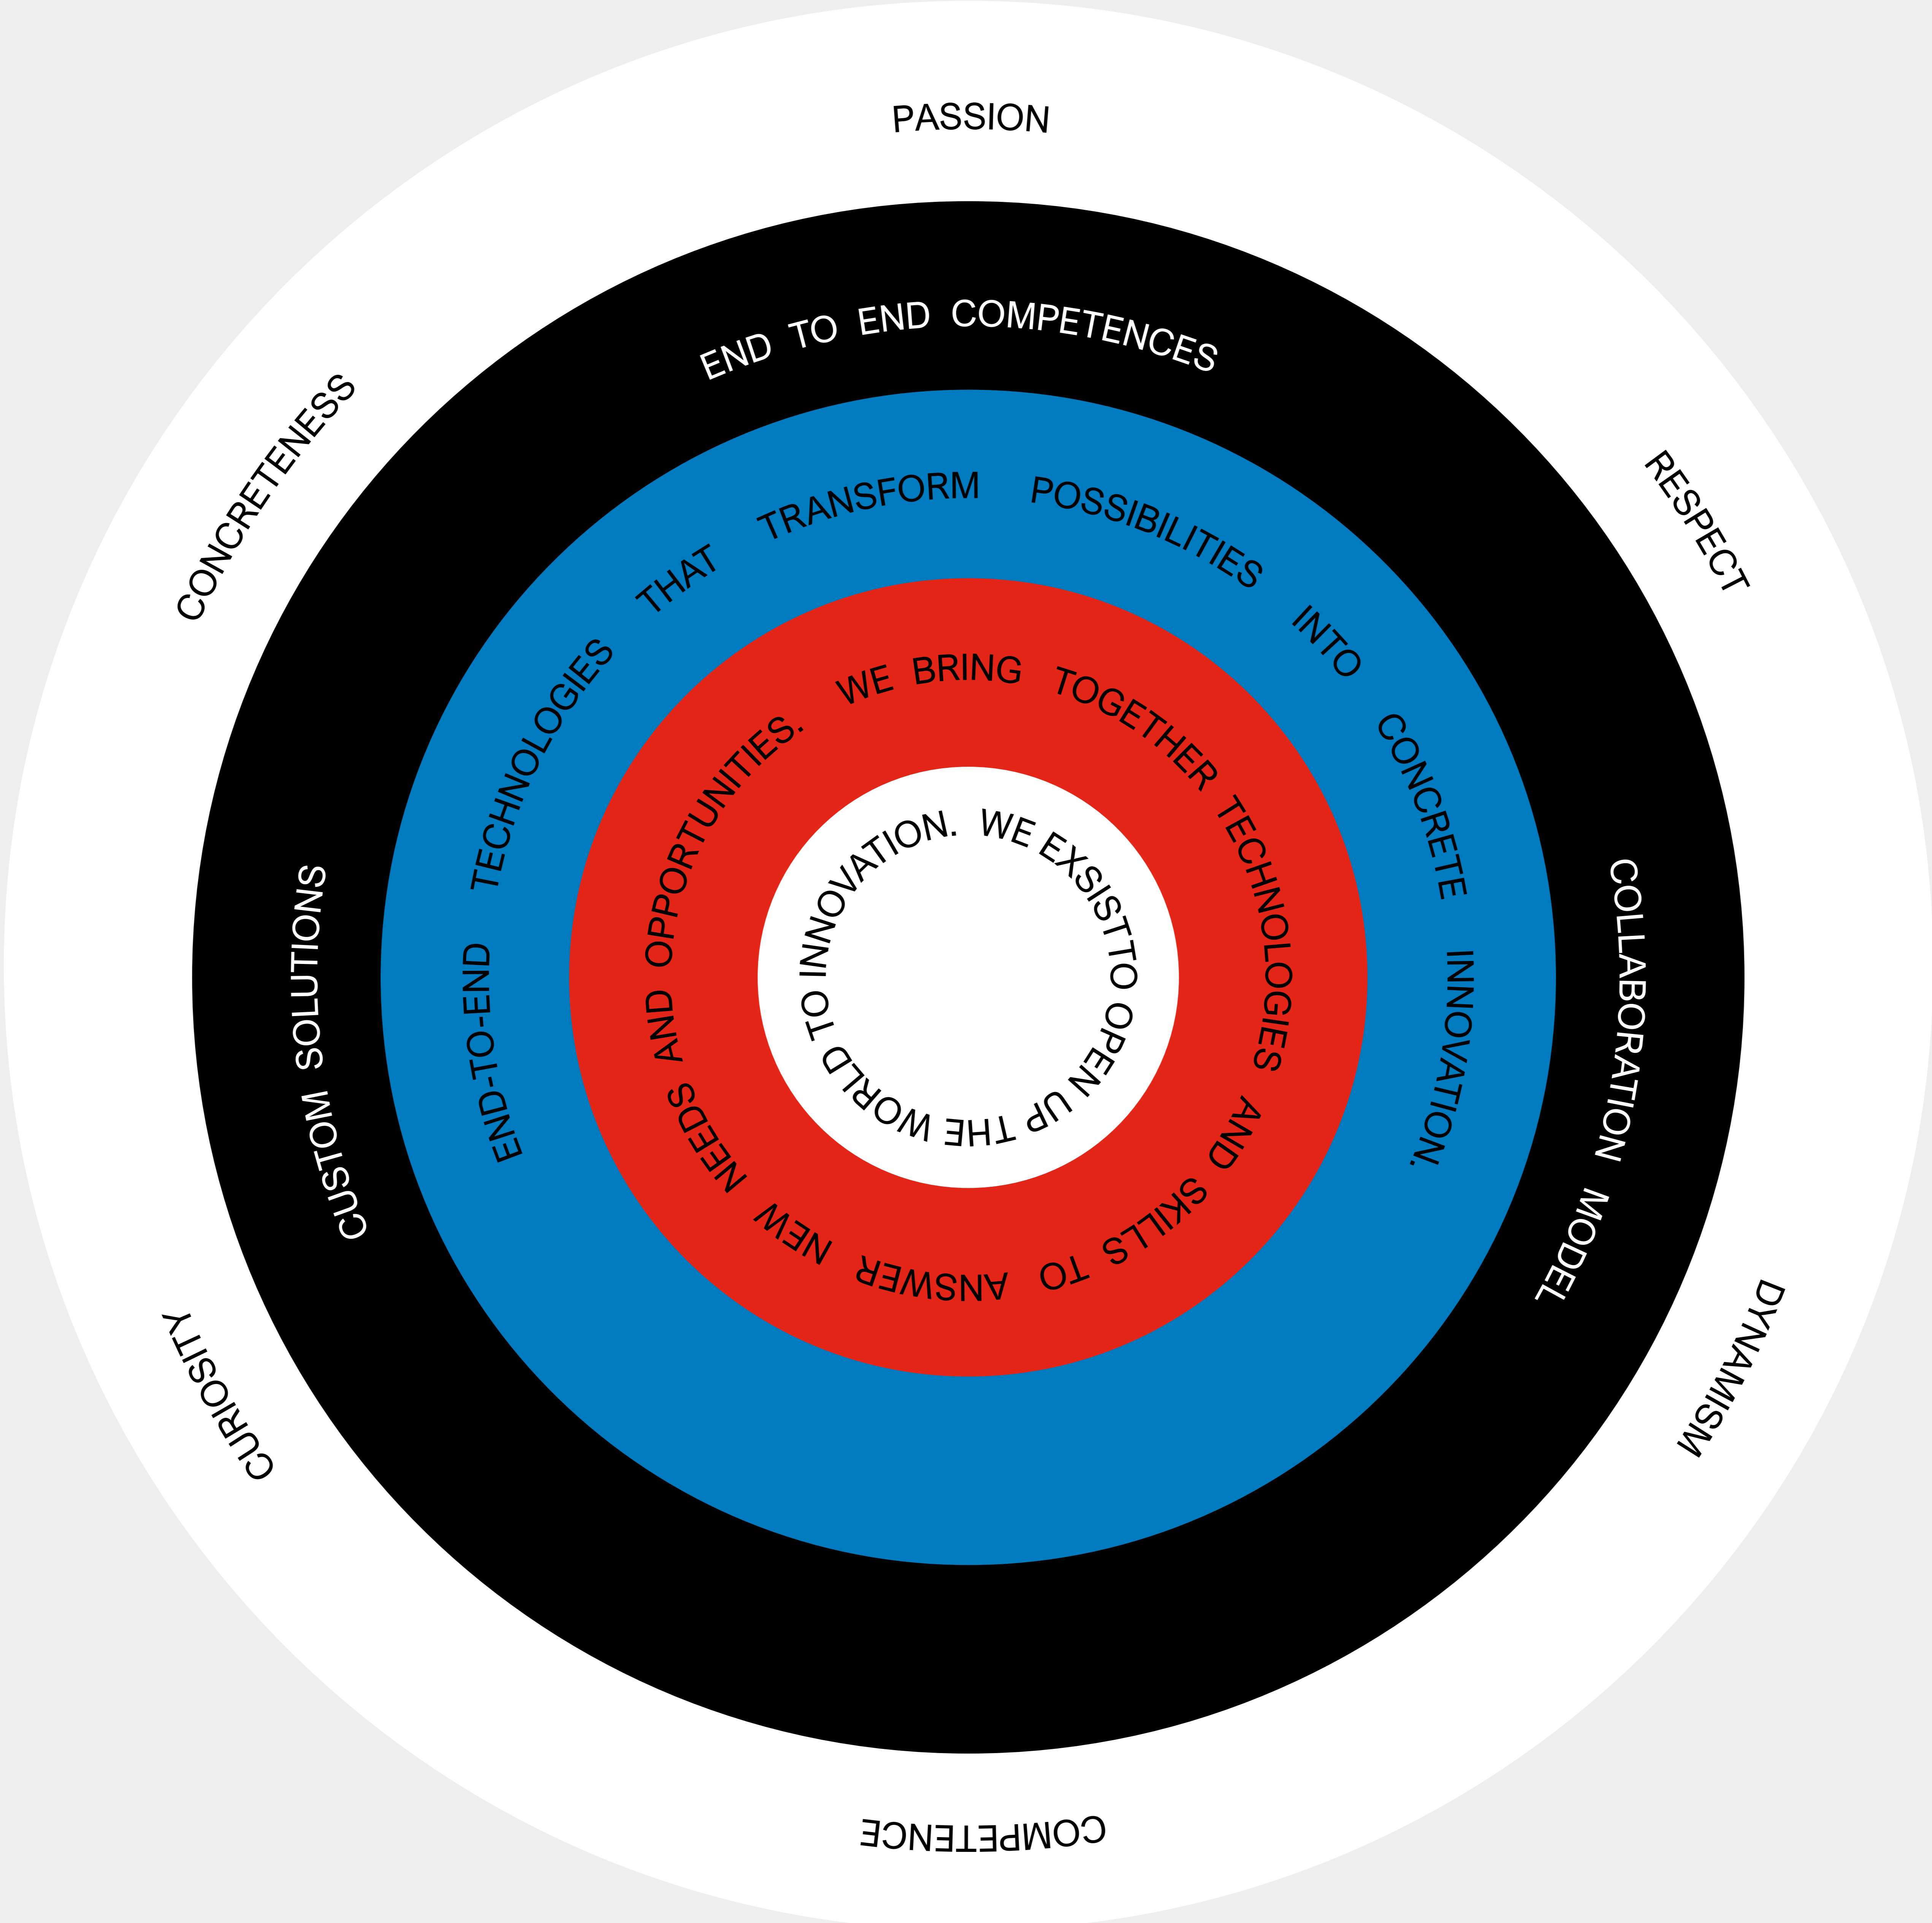 PASSION
RESPECT
DYNAMISM
COMPETENCE
CURIOSITY
CONCRETENESS
END TO END COMPETENCES
COLLABORATION MODEL
CUSTOM SOLUTIONS
END-TO-END TECHNOLOGIES THAT TRANSFORM POSSIBILITIES INTO CONCRETE INNOVATION.
WE BRING TOGETHER TECHNOLOGIES AND SKILLS TO ANSWER NEW NEEDS AND OPPORTUNITIES.
WE EXSIST TO OPEN UP THE WORLD TO INNOVATION.